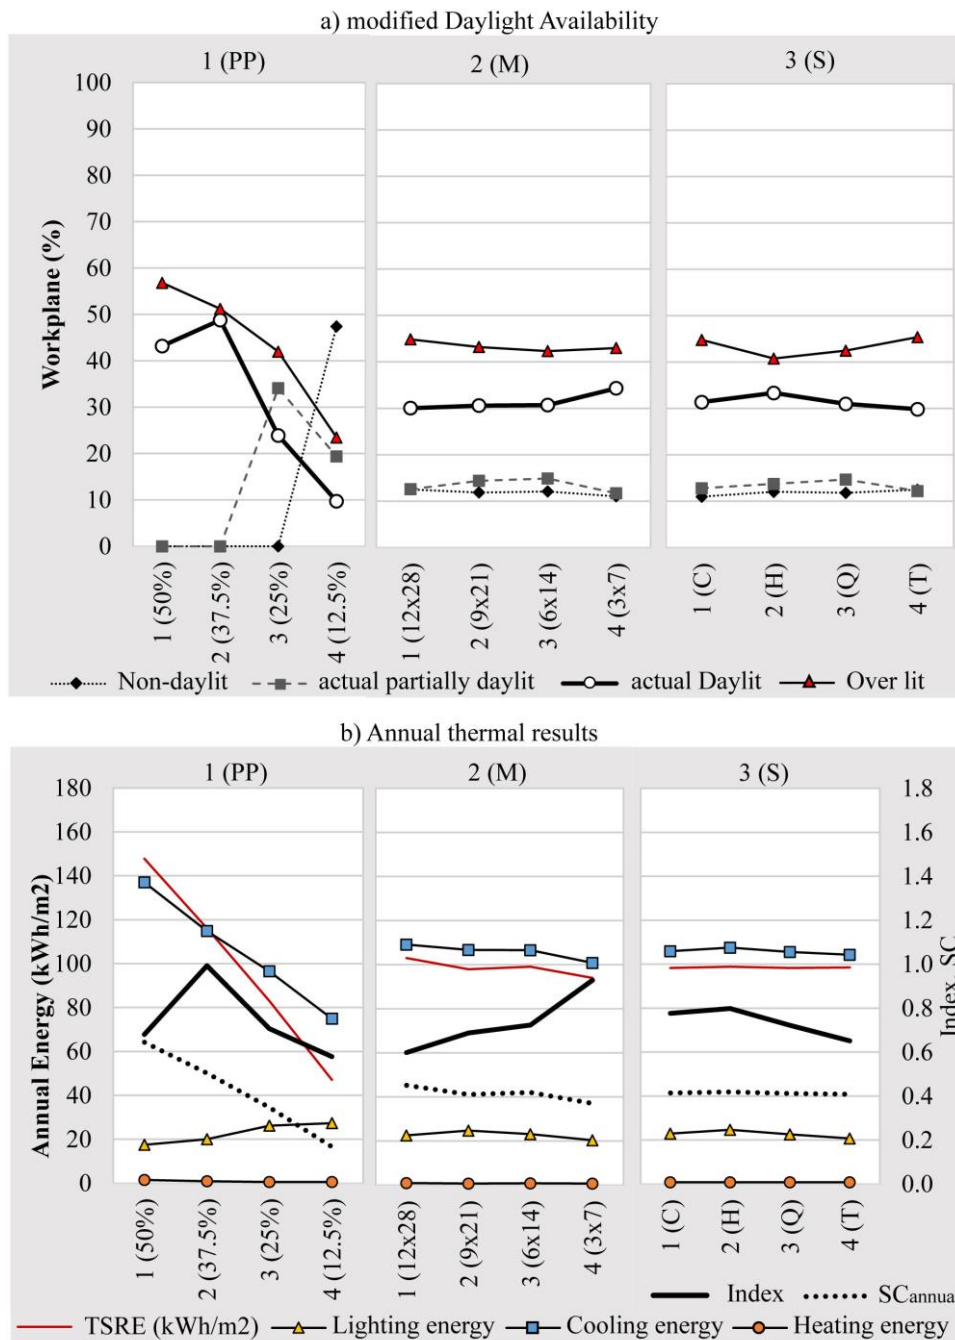 a) modified Daylight Availability
1 (PP) 2 (M) 3 (S)
100
90
80
70
60
50
40
30
20
10
0
Workplane (%)
1 (50%) 2 (37.5%) 3 (25%) 4 (12.5%) 1 (12x28) 2 (9x21) 3 (6x14) 4 (3x7) 1 (C) 2 (H) 3 (Q) 4 (T)
Non-daylit actual partially daylit actual Daylit Over lit
b) Annual thermal results
1 (PP) 2 (M) 3 (S)
180 1.8
160 1.6
140 1.4
120 1.2
100 1.0
80 0.8
60 0.6
40 0.4
20 0.2
0 0.0
Annual Energy (kWh/m2)
Index, SC
1 (50%) 2 (37.5%) 3 (25%) 4 (12.5%) 1 (12x28) 2 (9x21) 3 (6x14) 4 (3x7) 1 (C) 2 (H) 3 (Q) 4 (T)
Index SCannual
TSRE (kWh/m2) Lighting energy Cooling energy Heating energy